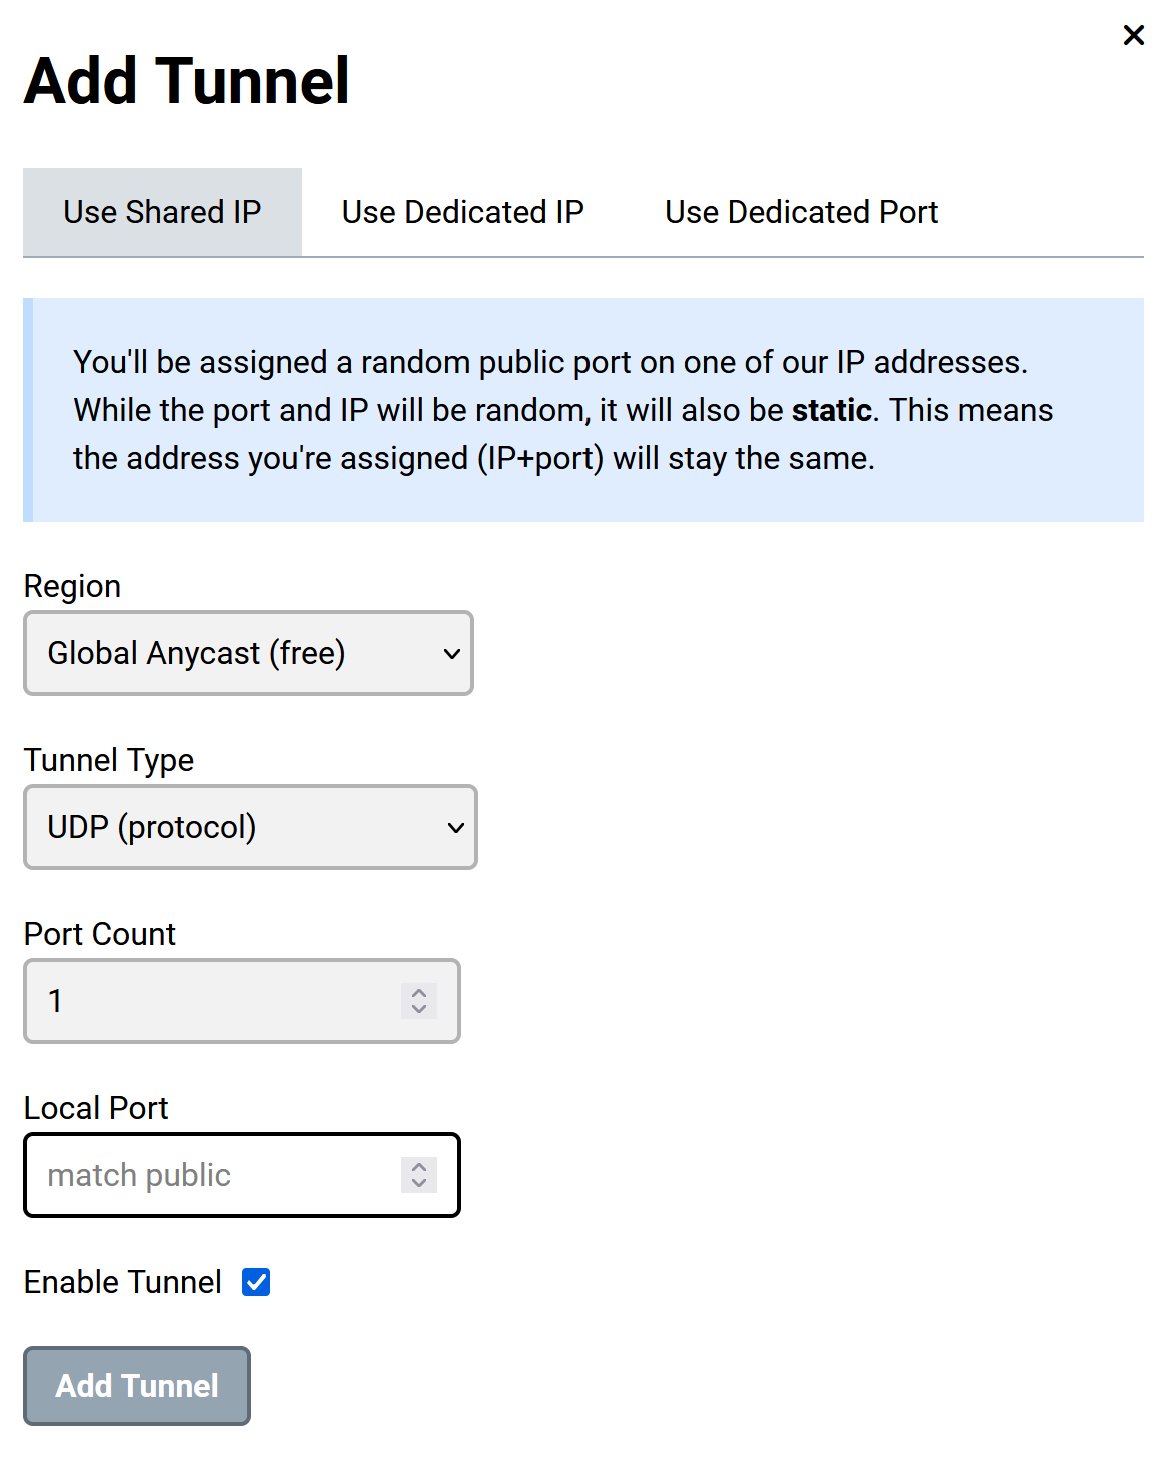 Add Tunnel
Use Shared IP
Use Dedicated IP
Use Dedicated Port
You'll be assigned a random public port on one of our IP addresses.
While the port and IP will be random, it will also be static. This means
the address you're assigned (IP+port) will stay the same.
Region
Global Anycast (free)
Tunnel Type
UDP (protocol)
Port Count
1
Local Port
match public
Enable Tunnel
Add Tunnel